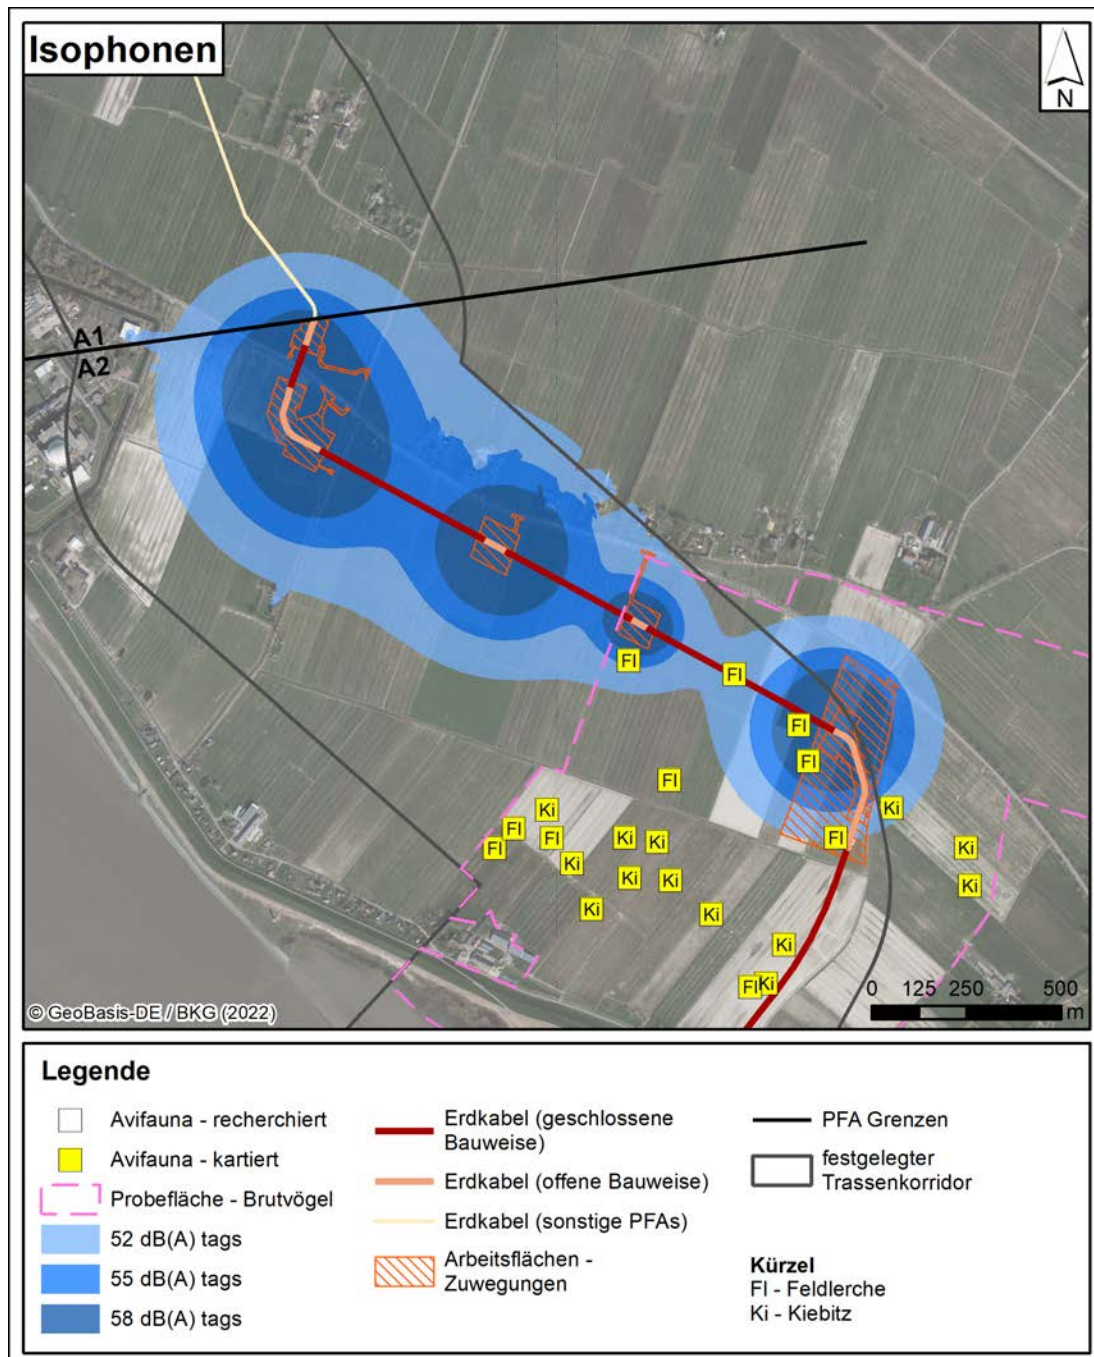 Isophonen
N
A1
A2
Fl
Fl
Fl
Fl
Fl
Ki
Ki
Fl
Fl
Fl
Ki
Ki
Fl
Ki
Ki
Ki
Ki
Ki
Ki
Ki
Ki
Ki
Fl
Ki
0 125 250 500
m
© GeoBasis-DE / BKG (2022)
Legende
Avifauna - recherchiert
Avifauna - kartiert
Probefläche - Brutvögel
52 dB(A) tags
55 dB(A) tags
58 dB(A) tags
Erdkabel (geschlossene
Bauweise)
Erdkabel (offene Bauweise)
Erdkabel (sonstige PFAs)
Arbeitsflächen -
Zuwegungen
PFA Grenzen
festgelegter
Trassenkorridor
Kürzel
Fl - Feldlerche
Ki - Kiebitz